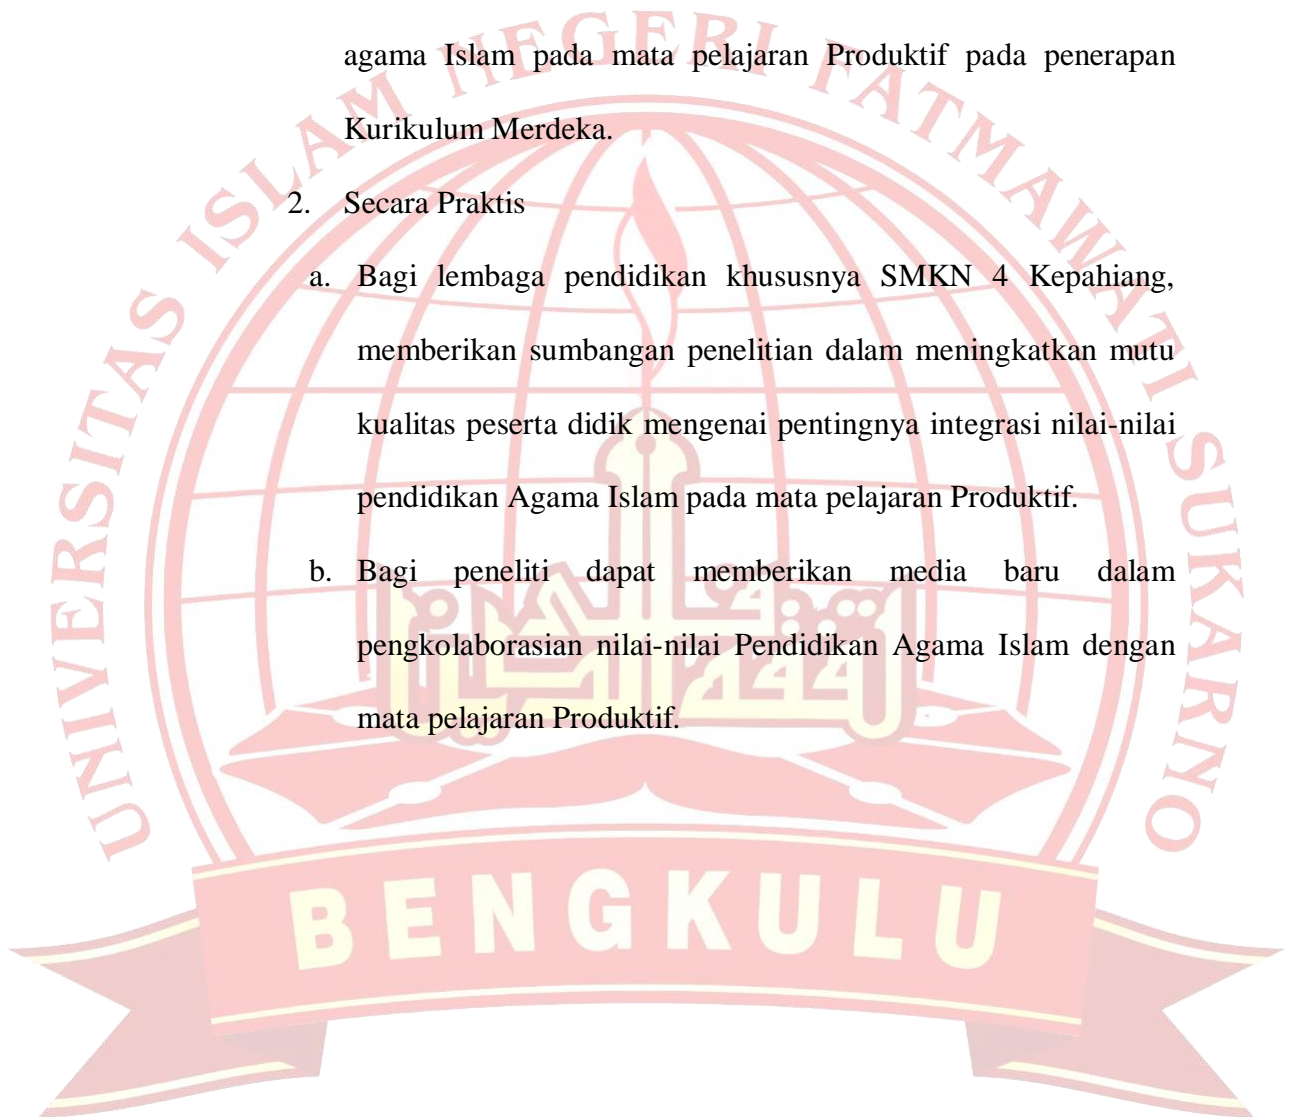 agama Islam pada mata pelajaran Produktif pada penerapan
Kurikulum Merdeka.
2. Secara Praktis
a. Bagi lembaga pendidikan khususnya SMKN 4 Kepahiang,
memberikan sumbangan penelitian dalam meningkatkan mutu
kualitas peserta didik mengenai pentingnya integrasi nilai-nilai
pendidikan Agama Islam pada mata pelajaran Produktif.
b. Bagi peneliti dapat memberikan media baru dalam
pengkolaborasian nilai-nilai Pendidikan Agama Islam dengan
mata pelajaran Produktif.
UNIVERSITAS ISLAM NEGERI FATMAWATI SUKARNO
BENGKULU